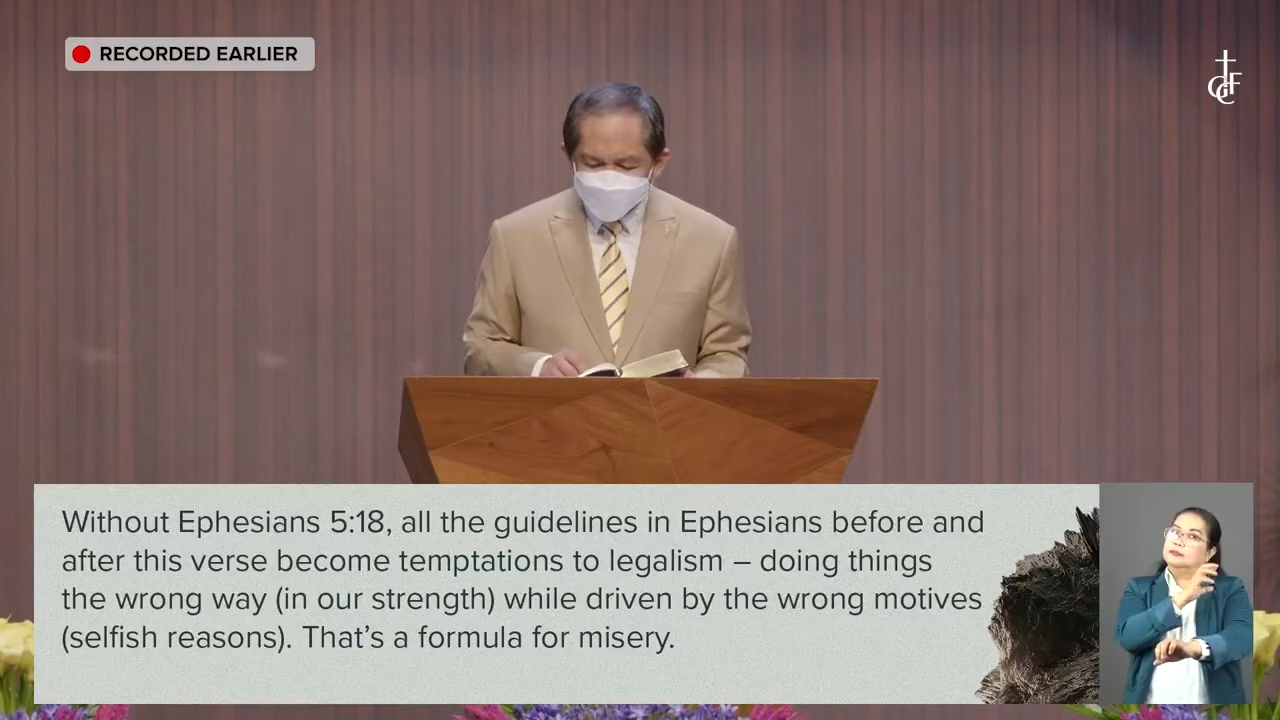 RECORDED EARLIER
GCF
Without Ephesians 5:18, all the guidelines in Ephesians before and
after this verse become temptations to legalism – doing things
the wrong way (in our strength) while driven by the wrong motives
(selfish reasons). That’s a formula for misery.